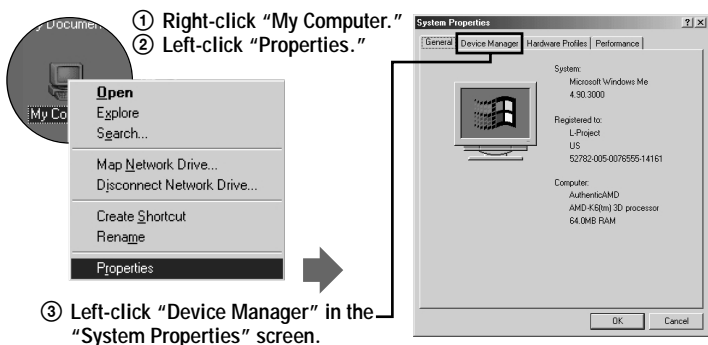 ① Right-click “My Computer.”
② Left-click “Properties.”
My Co
Open
Explore
Search...
Map Network Drive...
Disconnect Network Drive...
Create Shortcut
Rename
Properties
③ Left-click “Device Manager” in the
“System Properties” screen.
System Properties
General Device Manager Hardware Profiles Performance
System:
Microsoft Windows Me
4.90.3000
Registered to:
L-Project
US
52782-005-0076555-14161
Computer:
AuthenticAMD
AMD-K6(tm) 3D processor
64.0MB RAM
OK Cancel